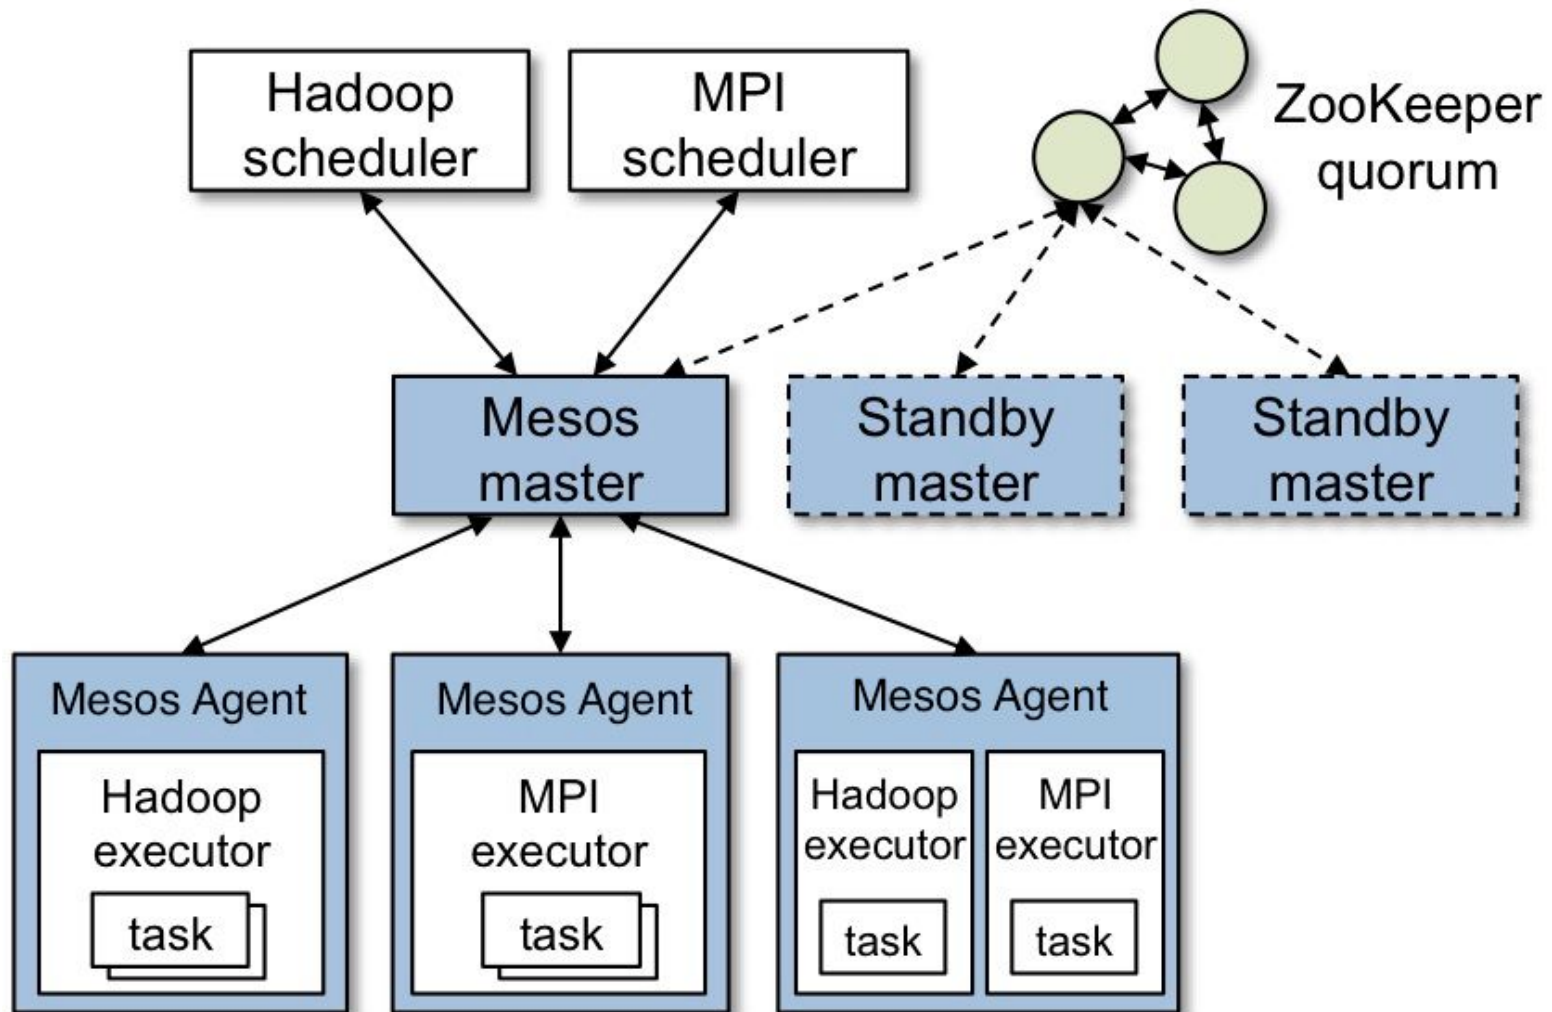 Hadoop
scheduler
MPI
scheduler
ZooKeeper
quorum
Mesos
master
Standby
master
Standby
master
Mesos Agent
Hadoop
executor
task
Mesos Agent
MPI
executor
task
Mesos Agent
Hadoop
executor
task
MPI
executor
task